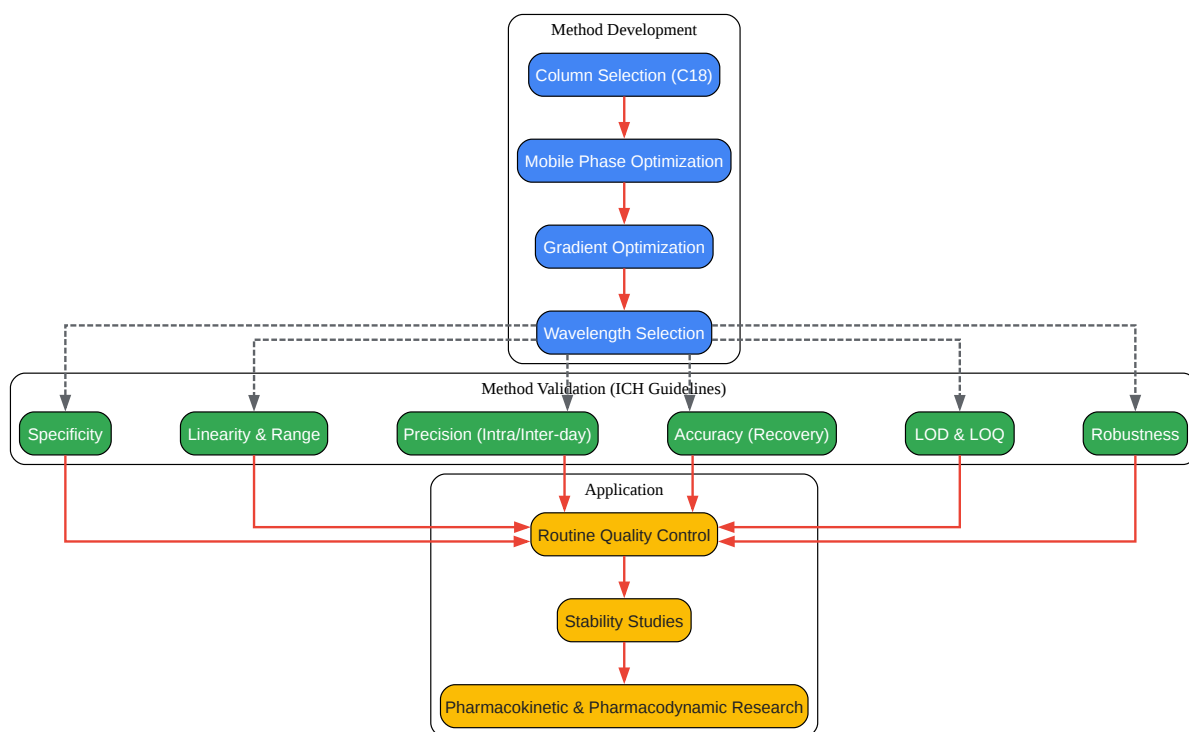 Method Development
Column Selection (C18)
Mobile Phase Optimization
Gradient Optimization
Wavelength Selection
Method Validation (ICH Guidelines)
Specificity
Linearity & Range
Precision (Intra/Inter-day)
Accuracy (Recovery)
LOD & LOQ
Robustness
Application
Routine Quality Control
Stability Studies
Pharmacokinetic & Pharmacodynamic Research